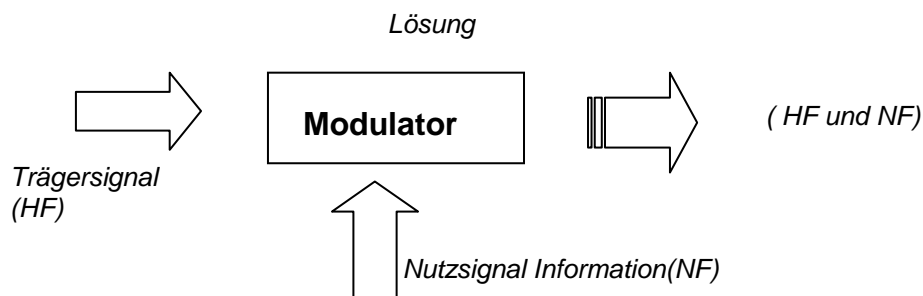 Lösung
Modulator
( HF und NF)
Trägersignal
(HF)
Nutzsignal Information(NF)